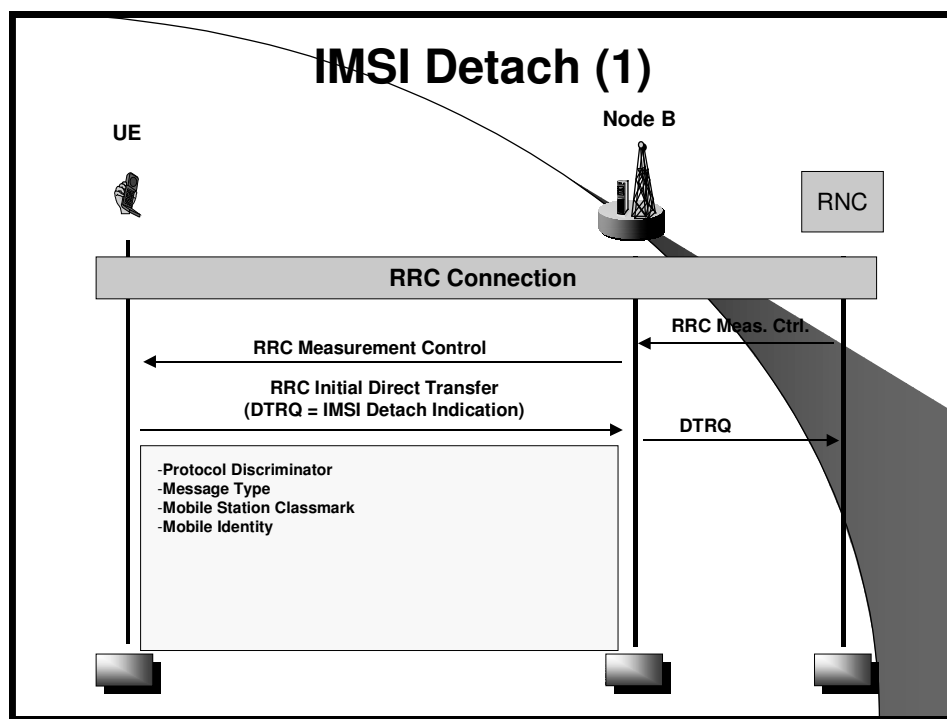 IMSI Detach (1)
UE
Node B
RNC
RRC Connection
RRC Meas. Ctrl.
RRC Measurement Control
RRC Initial Direct Transfer
(DTRQ = IMSI Detach Indication)
DTRQ
-Protocol Discriminator
-Message Type
-Mobile Station Classmark
-Mobile Identity